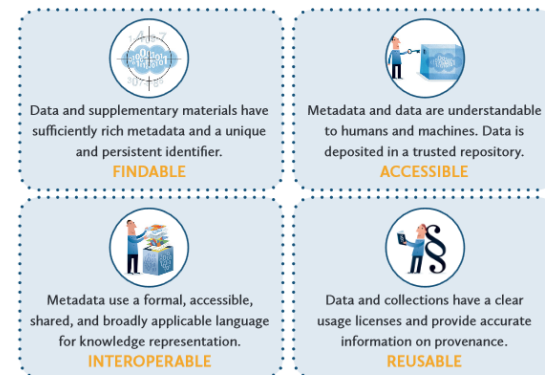 Data and supplementary materials have
sufficiently rich metadata and a unique
and persistent identifier.
FINDABLE
Metadata and data are understandable
to humans and machines. Data is
deposited in a trusted repository.
ACCESSIBLE
Metadata use a formal, accessible,
shared, and broadly applicable language
for knowledge representation.
INTEROPERABLE
Data and collections have a clear
usage licenses and provide accurate
information on provenance.
REUSABLE